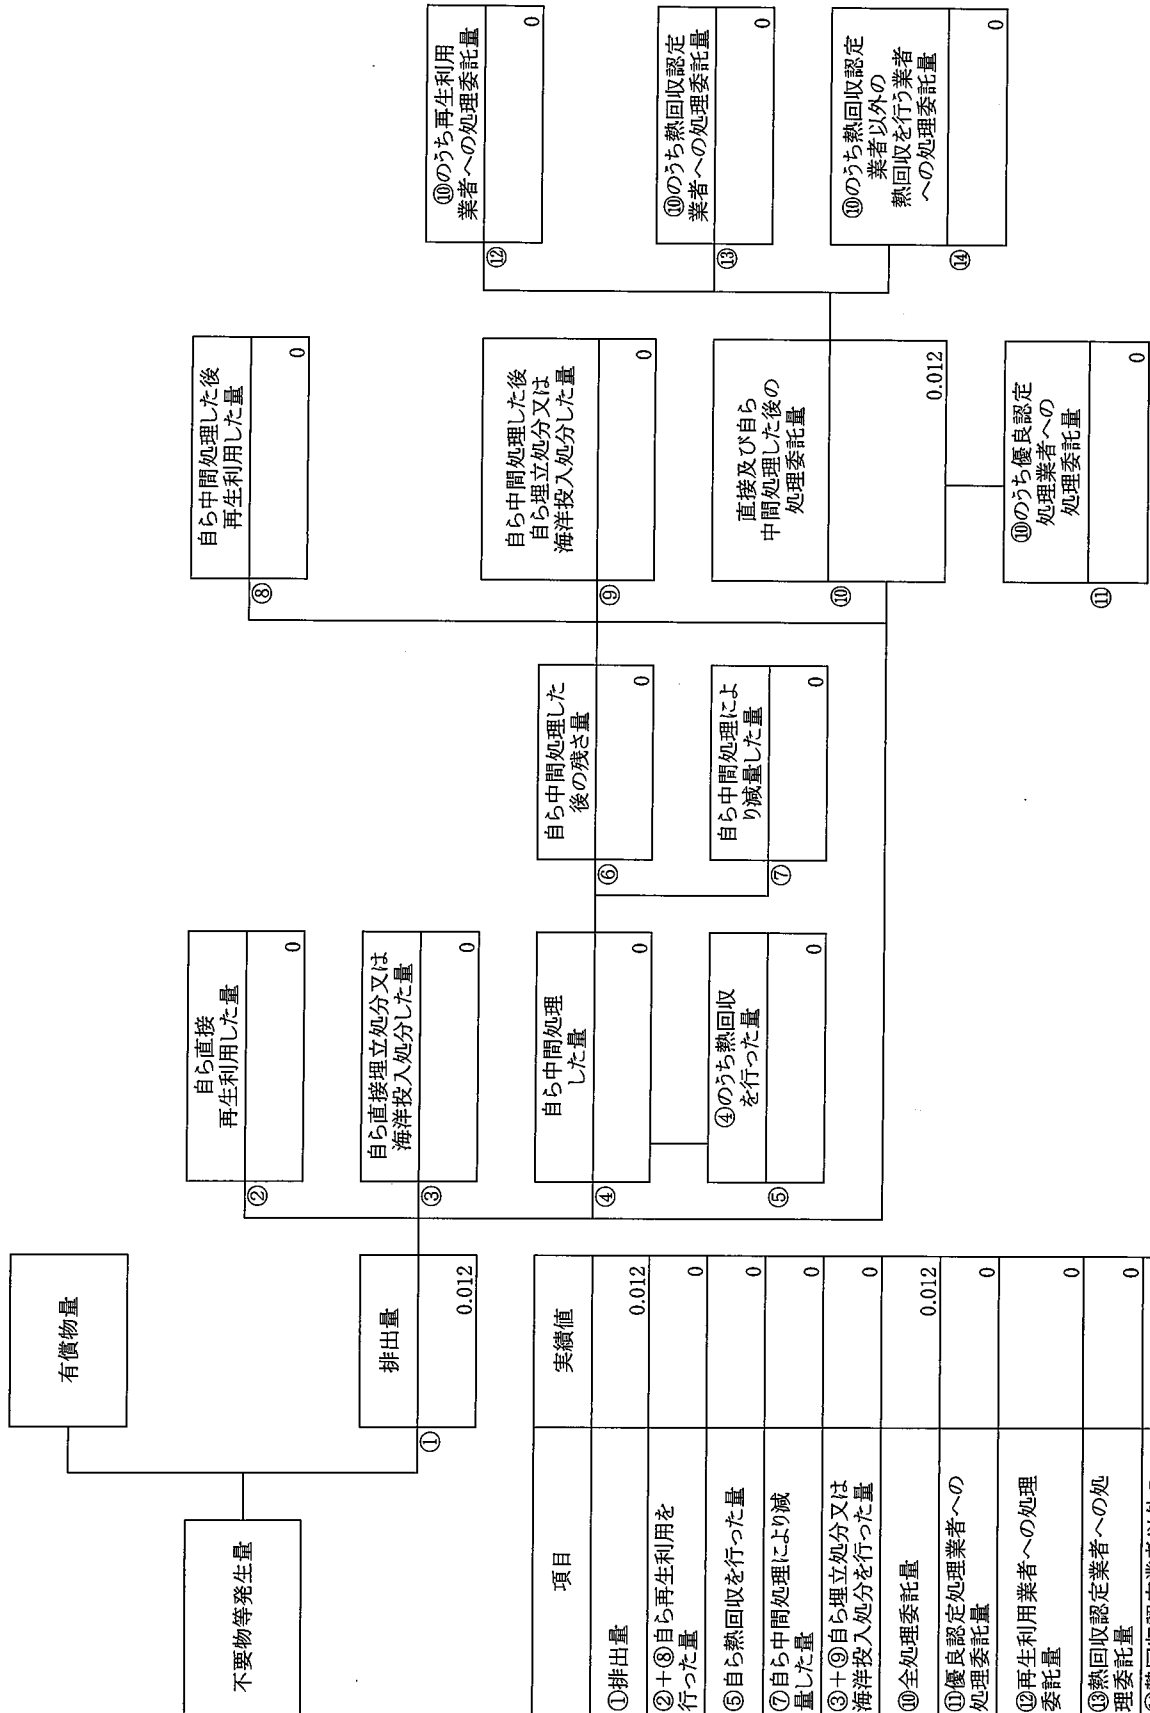 不要物等発生量
有償物量
①
排出量
0.012
②
自ら直接
再生利用した量
0
③
自ら直接埋立処分又は
海洋投入処分した量
0
④
自ら中間処理
した量
0
⑤
④のうち熱回収
を行った量
0
⑥
自ら中間処理した
後の残さ量
0
⑦
自ら中間処理によ
り減量した量
0
⑧
自ら中間処理した後
再生利用した量
0
⑨
自ら中間処理した後
自ら埋立処分又は
海洋投入処分した量
0
⑩
直接及び自ら
中間処理した後の
処理委託量
0.012
⑪
⑩のうち優良認定
処理業者への
処理委託量
0
⑫
⑩のうち再生利用
業者への処理委託量
0
⑬
⑩のうち熱回収認定
業者への処理委託量
0
⑭
⑩のうち熱回収認定
業者以外の
熱回収を行う業者
への処理委託量
0
項目
実績値
①排出量
0.012
②+⑧自ら再生利用を
行った量
0
⑤自ら熱回収を行った量
0
⑦自ら中間処理により減
量した量
0
③+⑨自ら埋立処分又は
海洋投入処分を行った量
0
⑩全処理委託量
0.012
⑪優良認定処理業者への
処理委託量
0
⑫再生利用業者への処理
委託量
0
⑬熱回収認定業者への処
理委託量
0